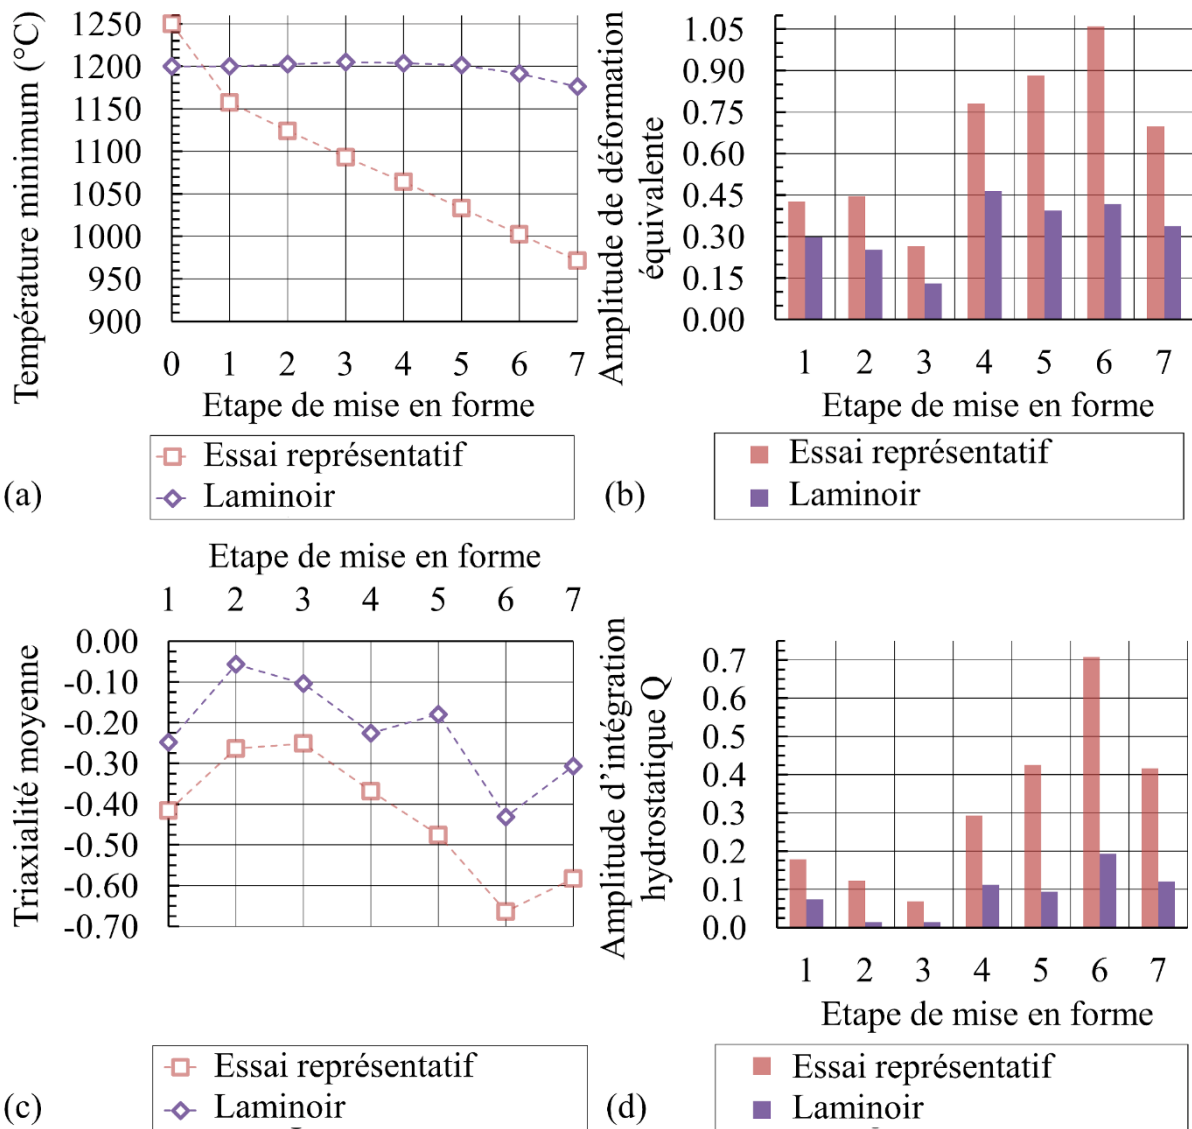 Température minimum (°C)
1250
1200
1150
1100
1050
1000
950
900
0 1 2 3 4 5 6 7
Etape de mise en forme
Essai représentatif
Laminoir
(a)
Amplitude de déformation
équivalente
1.05
0.90
0.75
0.60
0.45
0.30
0.15
0.00
1 2 3 4 5 6 7
Etape de mise en forme
Essai représentatif
Laminoir
(b)
Etape de mise en forme
1 2 3 4 5 6 7
Triaxialité moyenne
0.00
-0.10
-0.20
-0.30
-0.40
-0.50
-0.60
-0.70
Essai représentatif
Laminoir
(c)
Amplitude d'intégration
hydrostatique Q
0.7
0.6
0.5
0.4
0.3
0.2
0.1
0.0
1 2 3 4 5 6 7
Etape de mise en forme
Essai représentatif
Laminoir
(d)